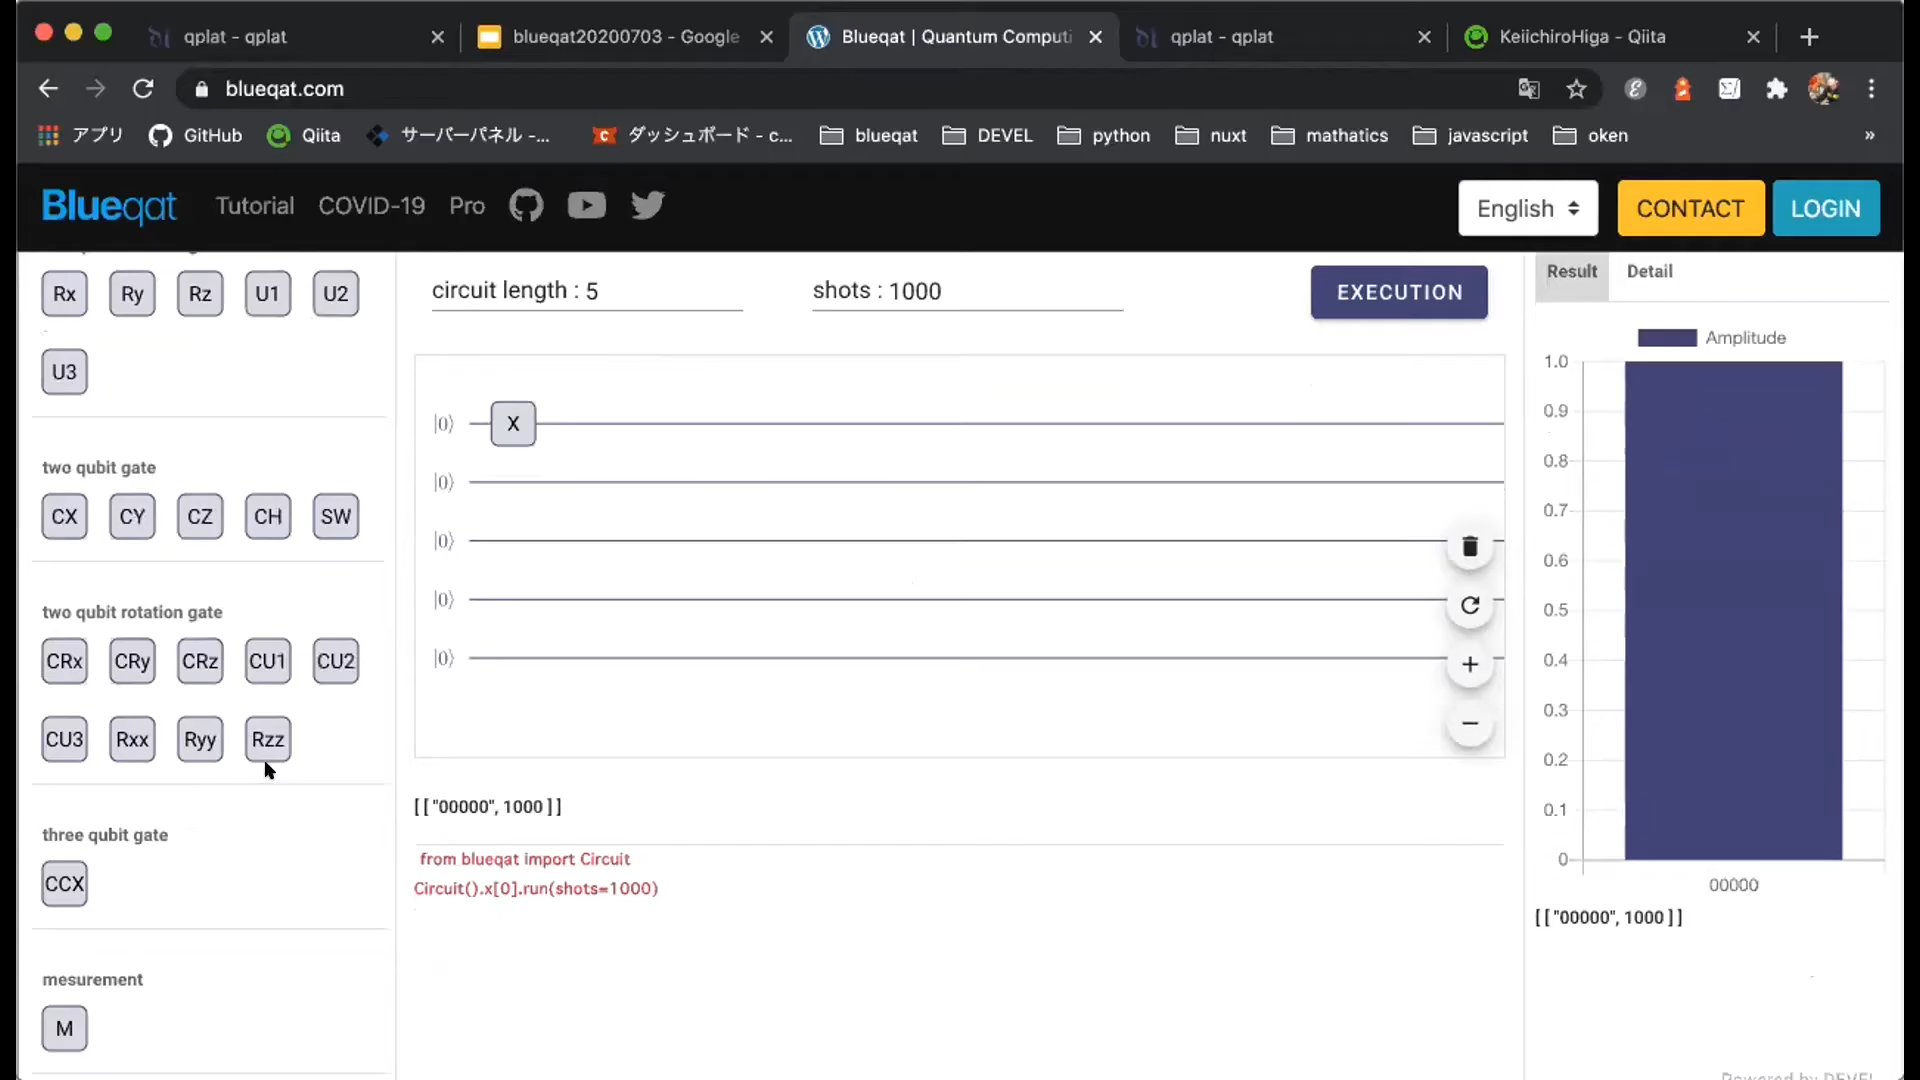 qplat - qplat
blueqat20200703 - Google
Blueqat | Quantum Computi
qplat - qplat
KeiichiroHiga - Qiita
blueqat.com
アプリ
GitHub
Qiita
サーバーパネル -...
ダッシュボード - c...
blueqat
DEVEL
python
nuxt
mathatics
javascript
oken
»
Blueqat
Tutorial
COVID-19
Pro
English
CONTACT
LOGIN
Rx Ry Rz U1 U2
U3
two qubit gate
CX CY CZ CH SW
two qubit rotation gate
CRx CRy CRz CU1 CU2
CU3 Rxx Ryy Rzz
three qubit gate
CCX
mesurement
M
circuit length : 5
shots : 1000
EXECUTION
|0⟩ X
|0⟩
|0⟩
|0⟩
|0⟩
[ [ "00000", 1000 ] ]
from blueqat import Circuit
Circuit().x[0].run(shots=1000)
Result
Detail
Amplitude
1.0
0.9
0.8
0.7
0.6
0.5
0.4
0.3
0.2
0.1
0
00000
[ [ "00000", 1000 ] ]
Powered by DEVEL